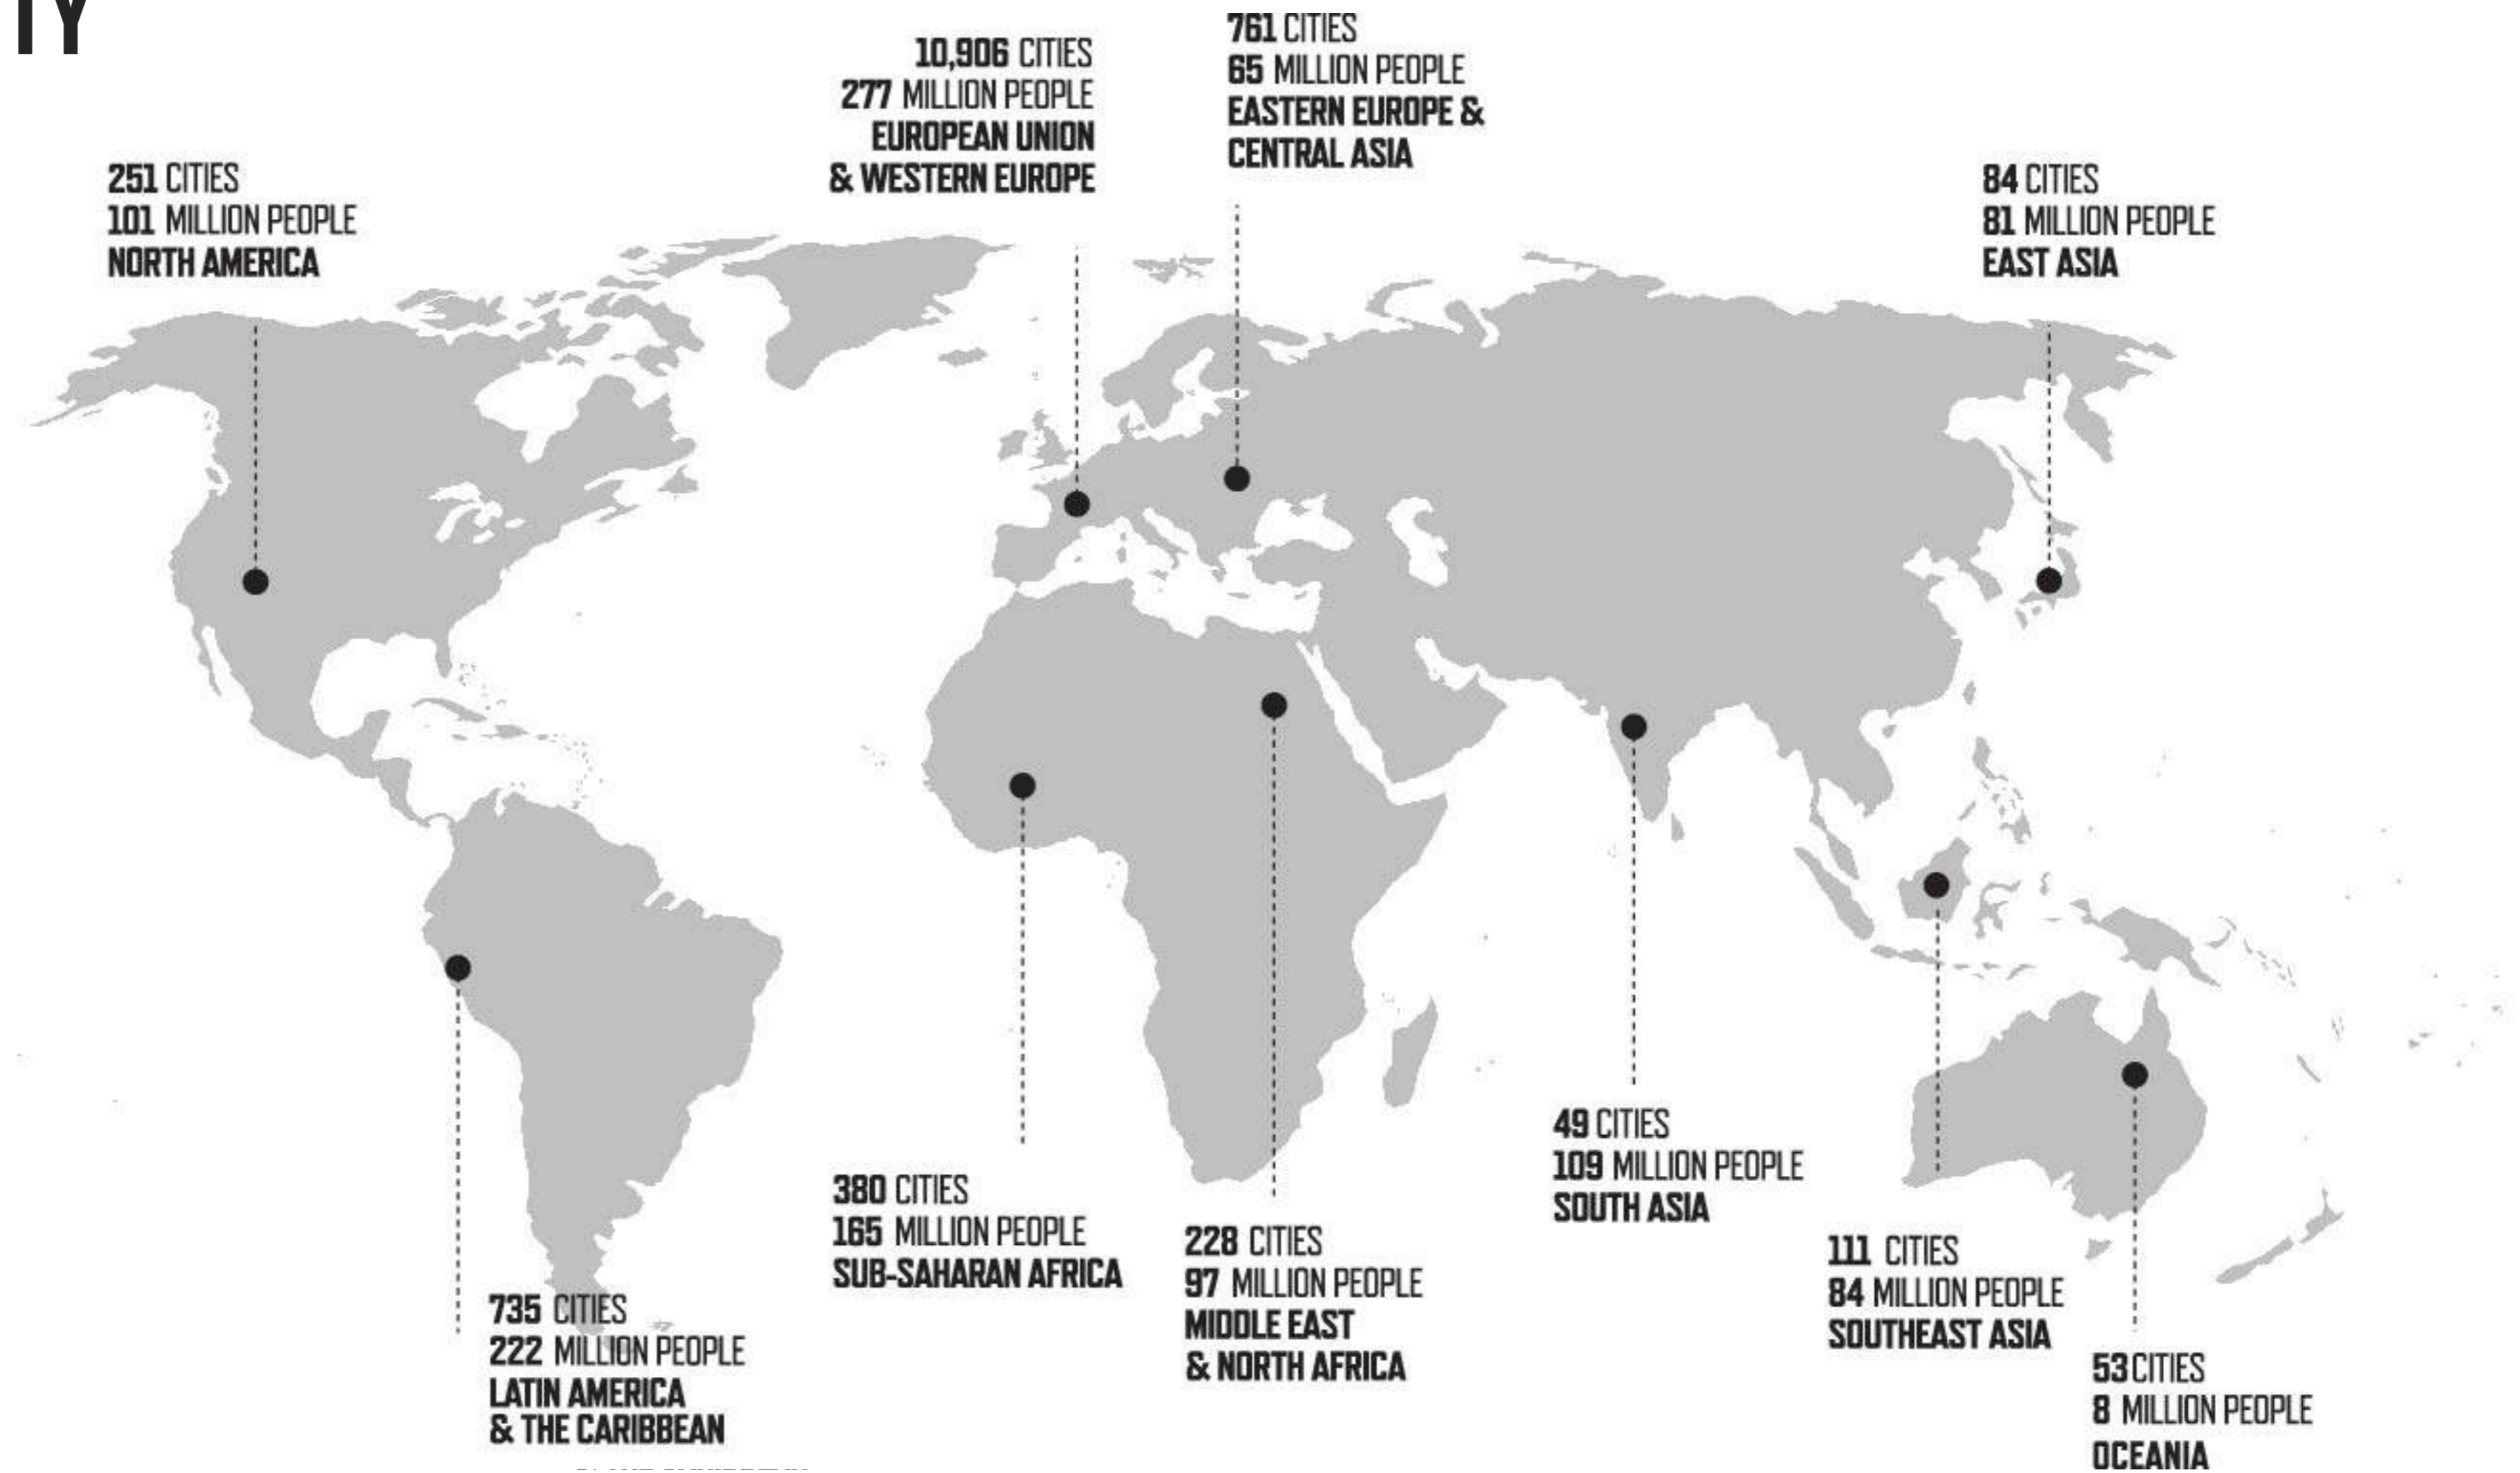 TY
761 CITIES
65 MILLION PEOPLE
EASTERN EUROPE &
CENTRAL ASIA
10,906 CITIES
277 MILLION PEOPLE
EUROPEAN UNION
& WESTERN EUROPE
251 CITIES
101 MILLION PEOPLE
NORTH AMERICA
84 CITIES
81 MILLION PEOPLE
EAST ASIA
49 CITIES
109 MILLION PEOPLE
SOUTH ASIA
380 CITIES
165 MILLION PEOPLE
SUB-SAHARAN AFRICA
228 CITIES
97 MILLION PEOPLE
MIDDLE EAST
& NORTH AFRICA
111 CITIES
84 MILLION PEOPLE
SOUTHEAST ASIA
735 CITIES
222 MILLION PEOPLE
LATIN AMERICA
& THE CARIBBEAN
53 CITIES
8 MILLION PEOPLE
OCEANIA